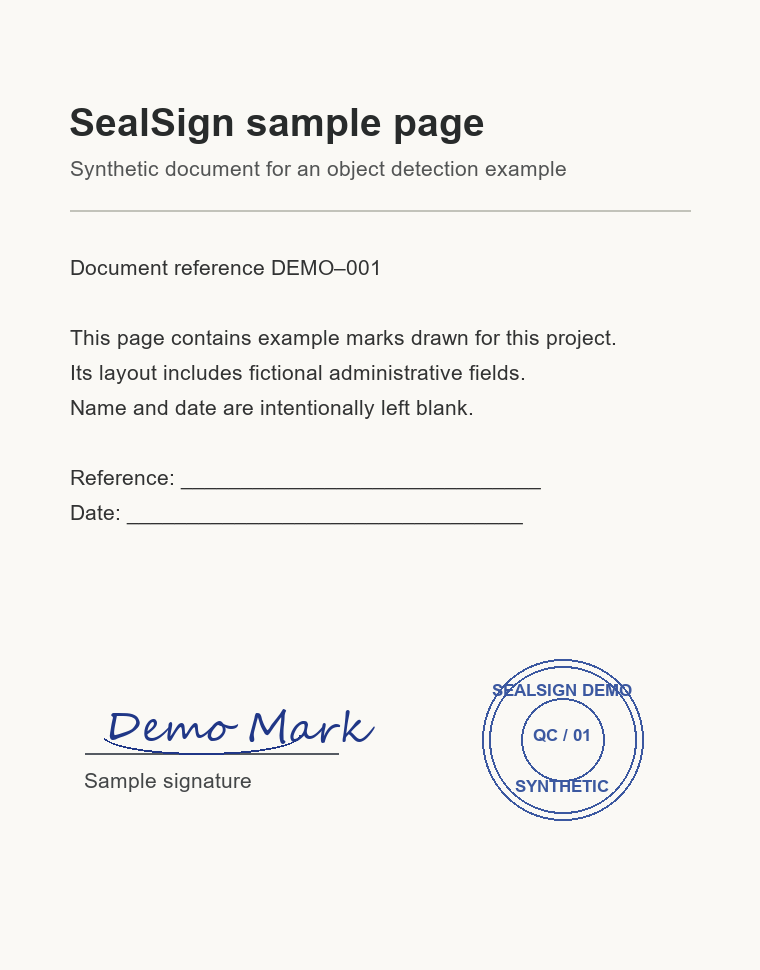 SealSign sample page
Synthetic document for an object detection example
Document reference DEMO–001
This page contains example marks drawn for this project.
Its layout includes fictional administrative fields.
Name and date are intentionally left blank.
Reference: ______________________________
Date: _________________________________
Demo Mark
Sample signature
SEALSIGN DEMO
QC / 01
SYNTHETIC